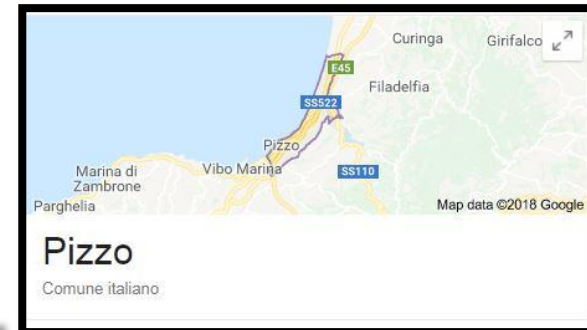 Curinga
Girifalco
E45
Filadelfia
SS522
Pizzo
Marina di
Zambrone
Vibo Marina
SS110
Parghelia
Map data ©2018 Google
Pizzo
Comune italiano